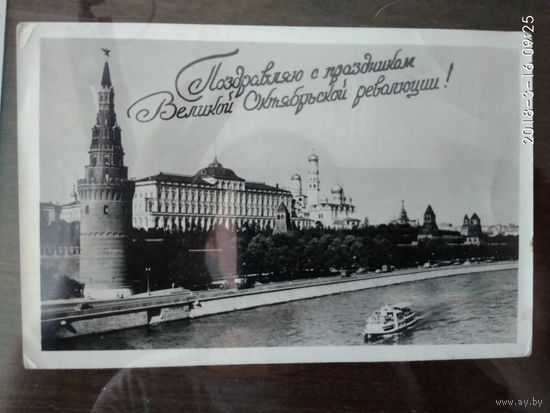 Поздравляю с праздником
Великой Октябрьской революции!
2018-3-16 09:25
www.ay.by